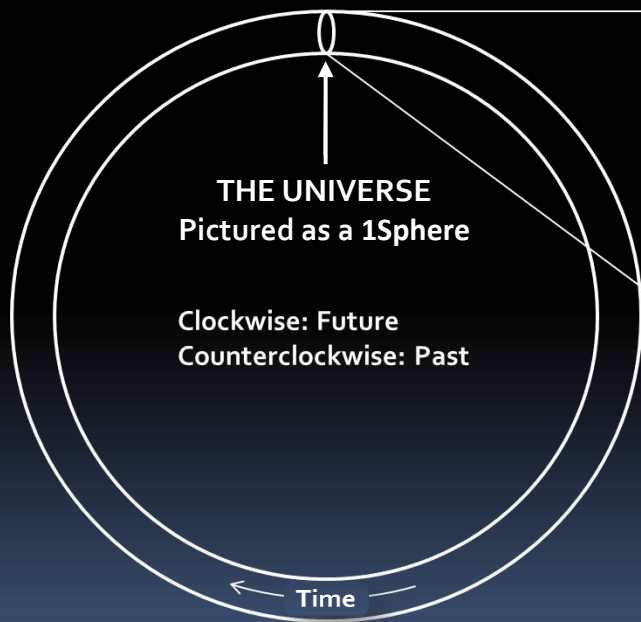 THE UNIVERSE
Pictured as a 1Sphere
Clockwise: Future
Counterclockwise: Past
Time